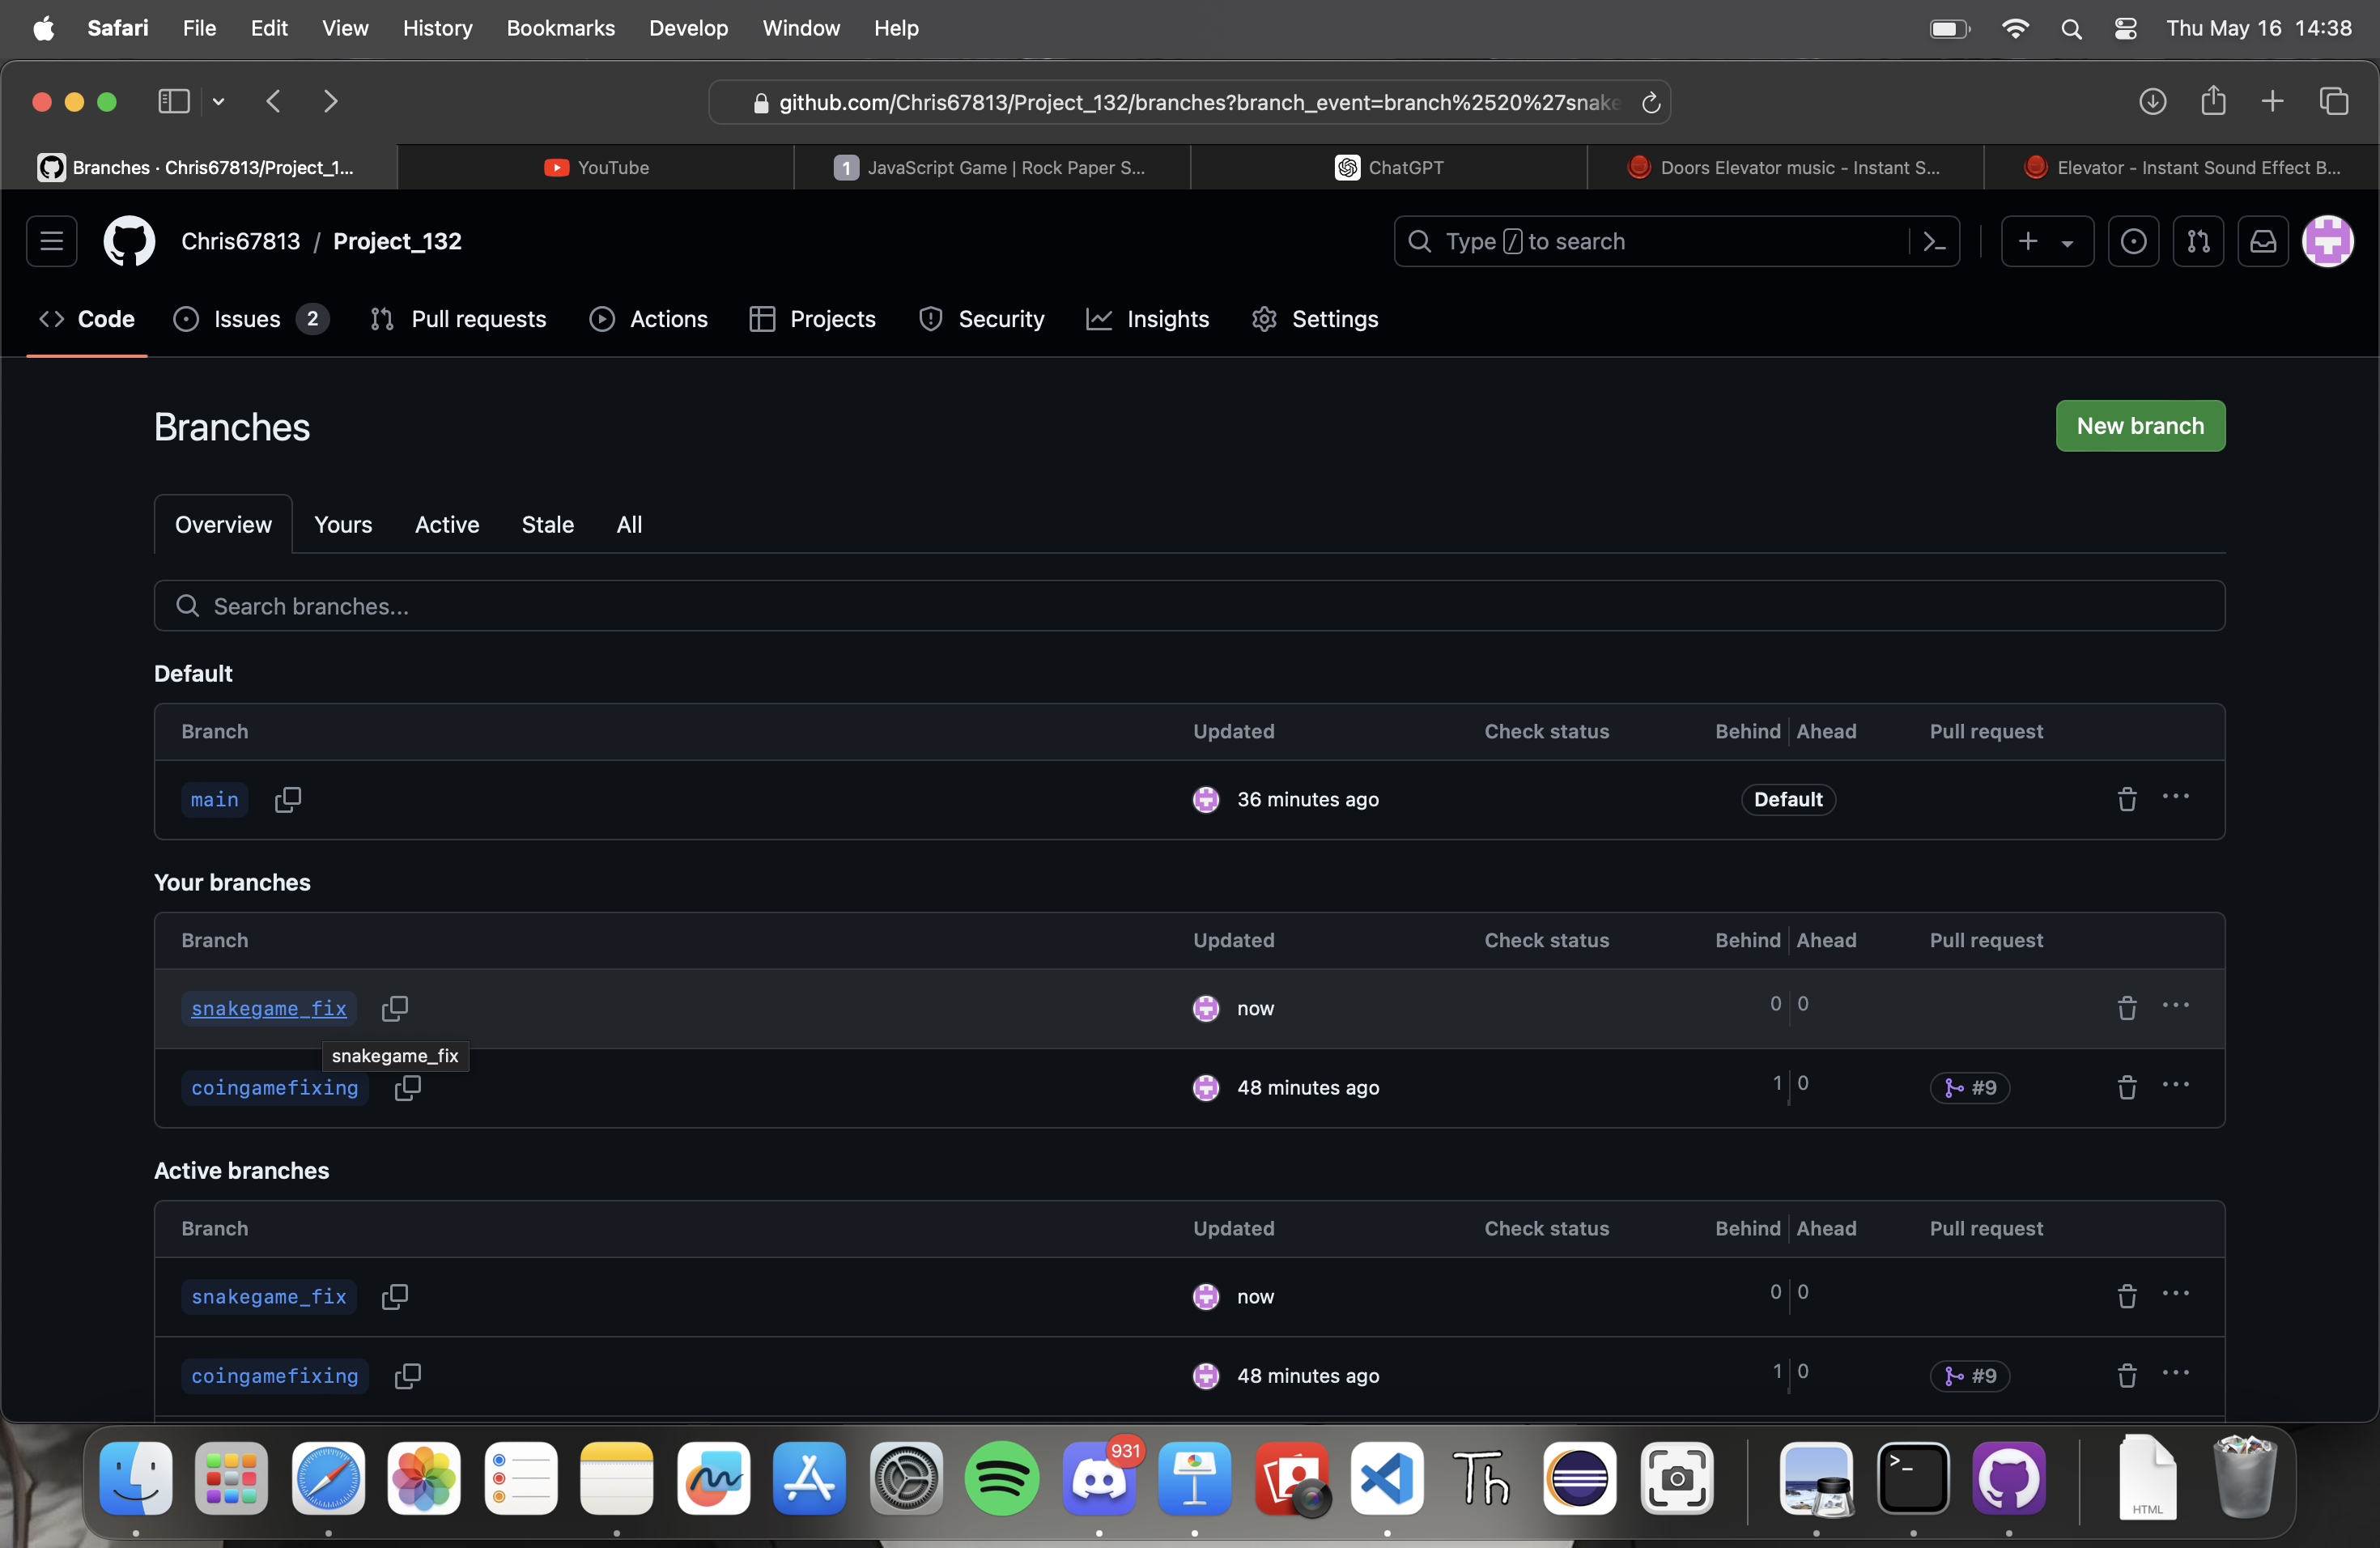 Safari File Edit View History Bookmarks Develop Window Help Thu May 16 14:38
github.com/Chris67813/Project_132/branches?branch_event=branch%2520%27snake
Branches · Chris67813/Project_1... YouTube 1 JavaScript Game | Rock Paper S... ChatGPT Doors Elevator music - Instant S... Elevator - Instant Sound Effect B...
Chris67813 / Project_132 Type / to search
Code Issues 2 Pull requests Actions Projects Security Insights Settings
Branches New branch
Overview Yours Active Stale All
Search branches...
Default
Branch Updated Check status Behind Ahead Pull request
main 36 minutes ago Default
Your branches
Branch Updated Check status Behind Ahead Pull request
snakegame_fix now 0 0
snakegame_fix
coingamefixing 48 minutes ago 1 0 #9
Active branches
Branch Updated Check status Behind Ahead Pull request
snakegame_fix now 0 0
coingamefixing 48 minutes ago 1 0 #9
931
Th
HTML